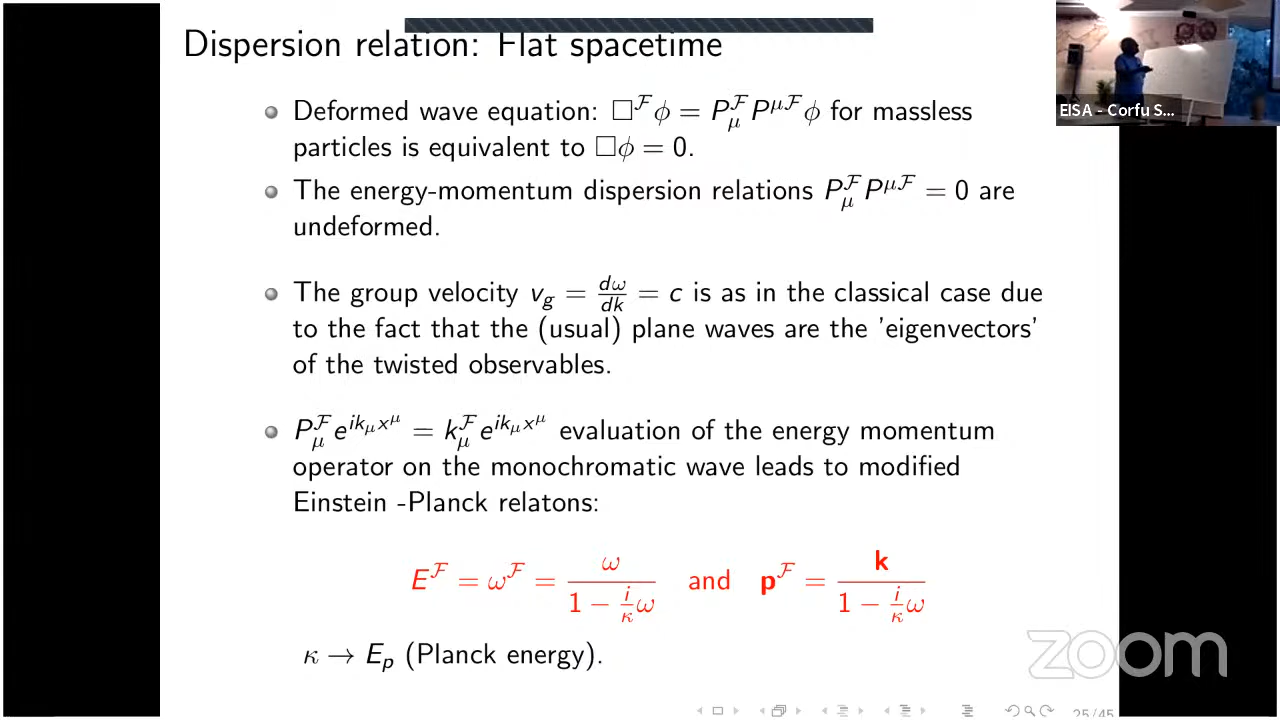 Dispersion relation: Flat spacetime
Deformed wave equation: □^ℱ ϕ = P_μ^ℱ P^{μℱ} ϕ for massless
particles is equivalent to □ϕ = 0.
The energy-momentum dispersion relations P_μ^ℱ P^{μℱ} = 0 are
undeformed.
The group velocity v_g = dω/dk = c is as in the classical case due
to the fact that the (usual) plane waves are the 'eigenvectors'
of the twisted observables.
P_μ^ℱ e^{ik_μ x^μ} = k_μ^ℱ e^{ik_μ x^μ} evaluation of the energy momentum
operator on the monochromatic wave leads to modified
Einstein -Planck relatons:
E^ℱ = ω^ℱ = ω/(1 − (i/κ)ω) and p^ℱ = k/(1 − (i/κ)ω)
κ → E_p (Planck energy).
EISA - Corfu S...
zoom
25/45